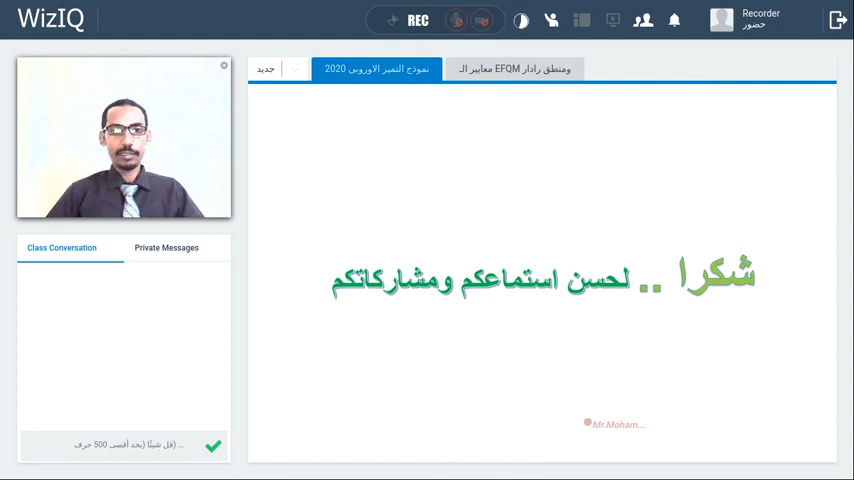 WizIQ
REC
Recorder
حضور
جديد
نموذج التميز الاوروبي 2020
ومنطق رادار EFQM معايير الـ
Class Conversation
Private Messages
شكرا .. لحسن استماعكم ومشاركاتكم
Mr.Moham...
... (قل شيئًا (بحد أقصى 500 حرف